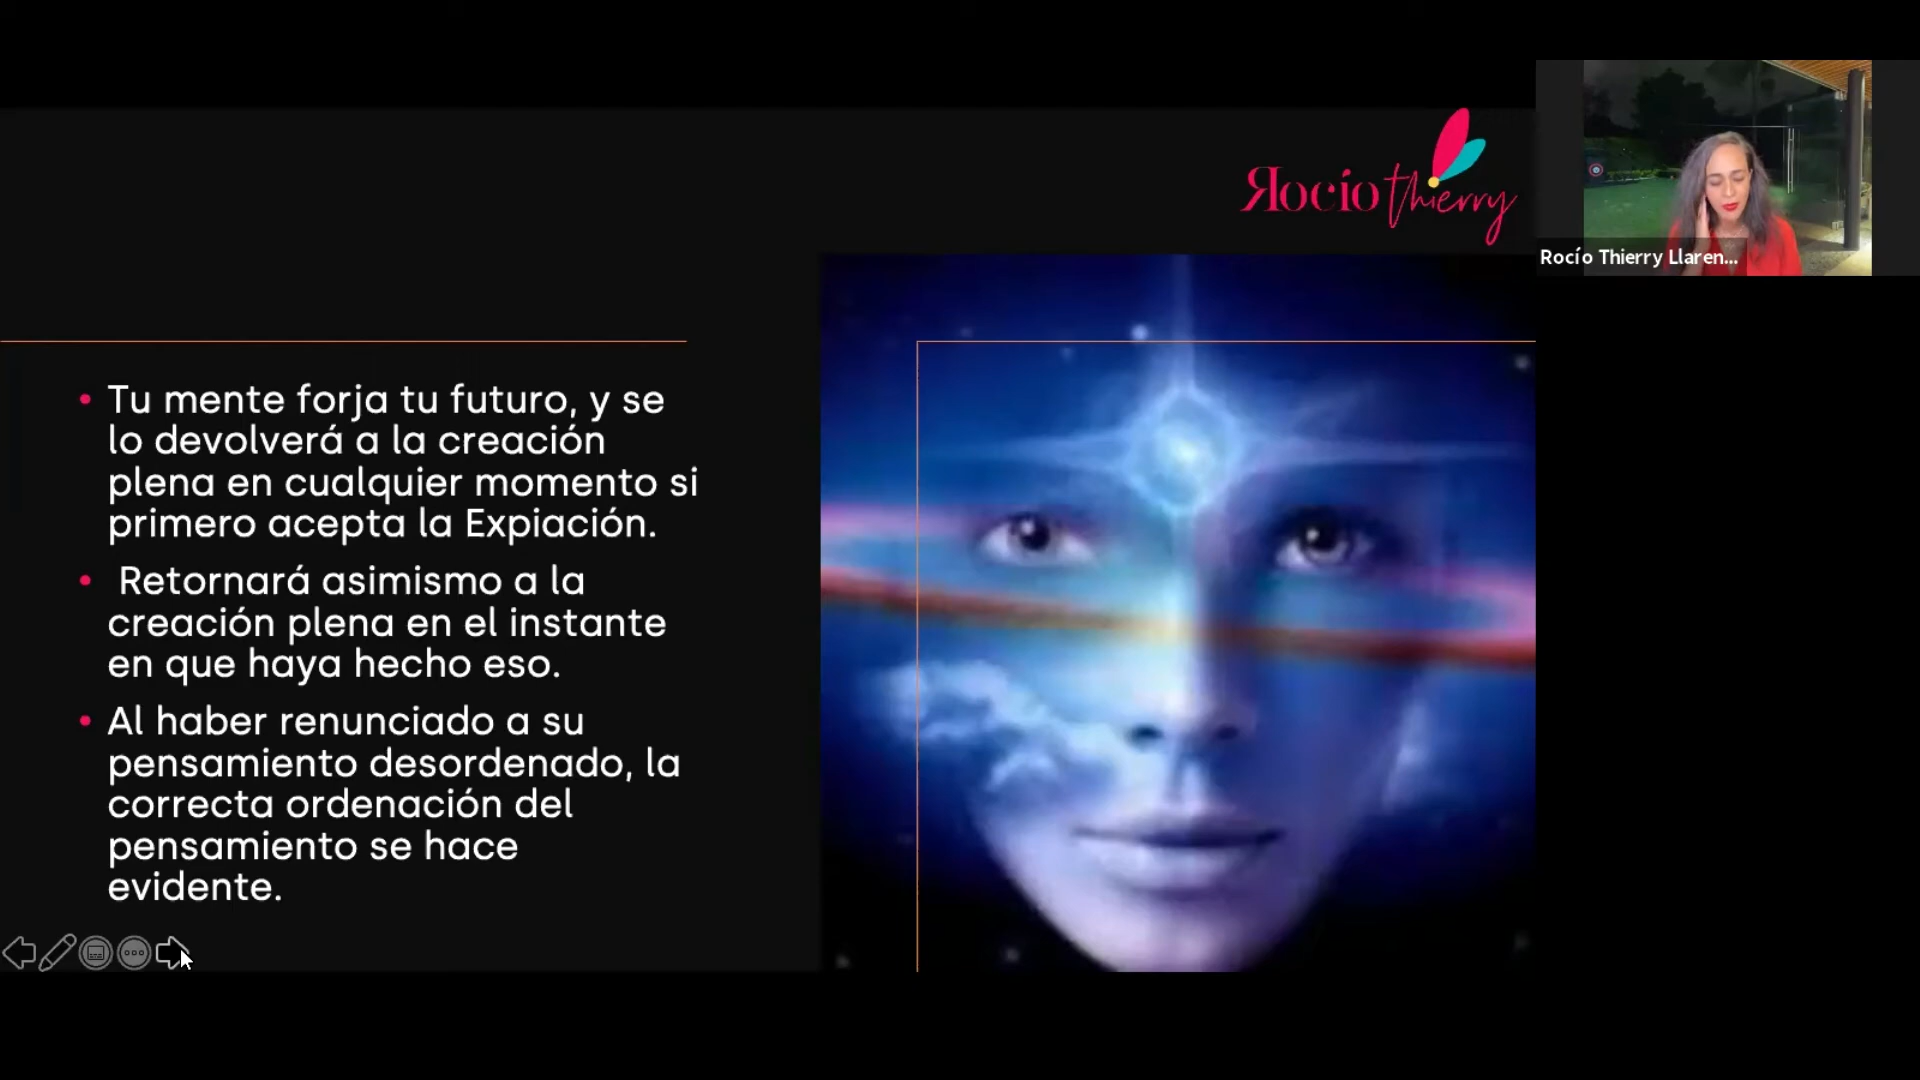 Rocío thierry
Rocío Thierry Llaren...
• Tu mente forja tu futuro, y se
lo devolverá a la creación
plena en cualquier momento si
primero acepta la Expiación.
• Retornará asimismo a la
creación plena en el instante
en que haya hecho eso.
• Al haber renunciado a su
pensamiento desordenado, la
correcta ordenación del
pensamiento se hace
evidente.